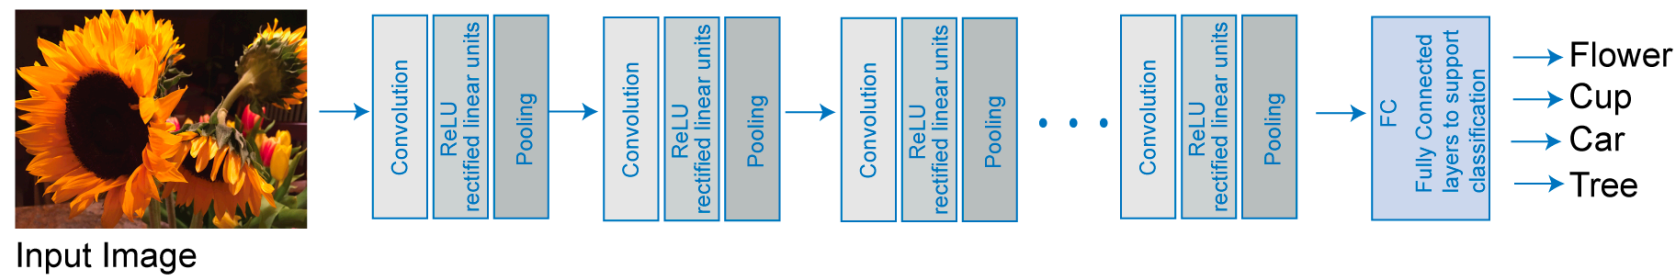 Input Image
Convolution
ReLU
rectified linear units
Pooling
Convolution
ReLU
rectified linear units
Pooling
Convolution
ReLU
rectified linear units
Pooling
Convolution
ReLU
rectified linear units
Pooling
FC
Fully Connected
layers to support
classification
Flower
Cup
Car
Tree